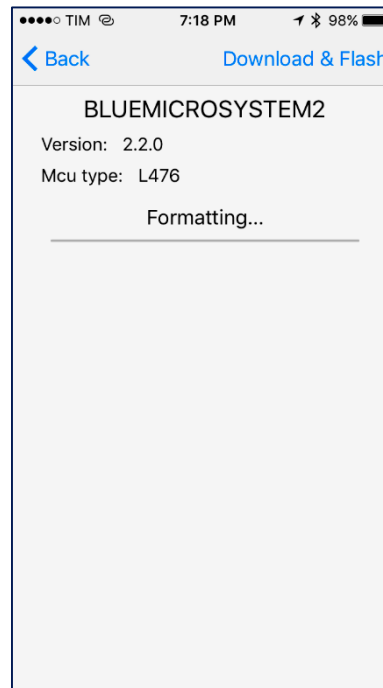 TIM 7:18 PM 98%
Back Download & Flash
BLUEMICROSYSTEM2
Version: 2.2.0
Mcu type: L476
Formatting...